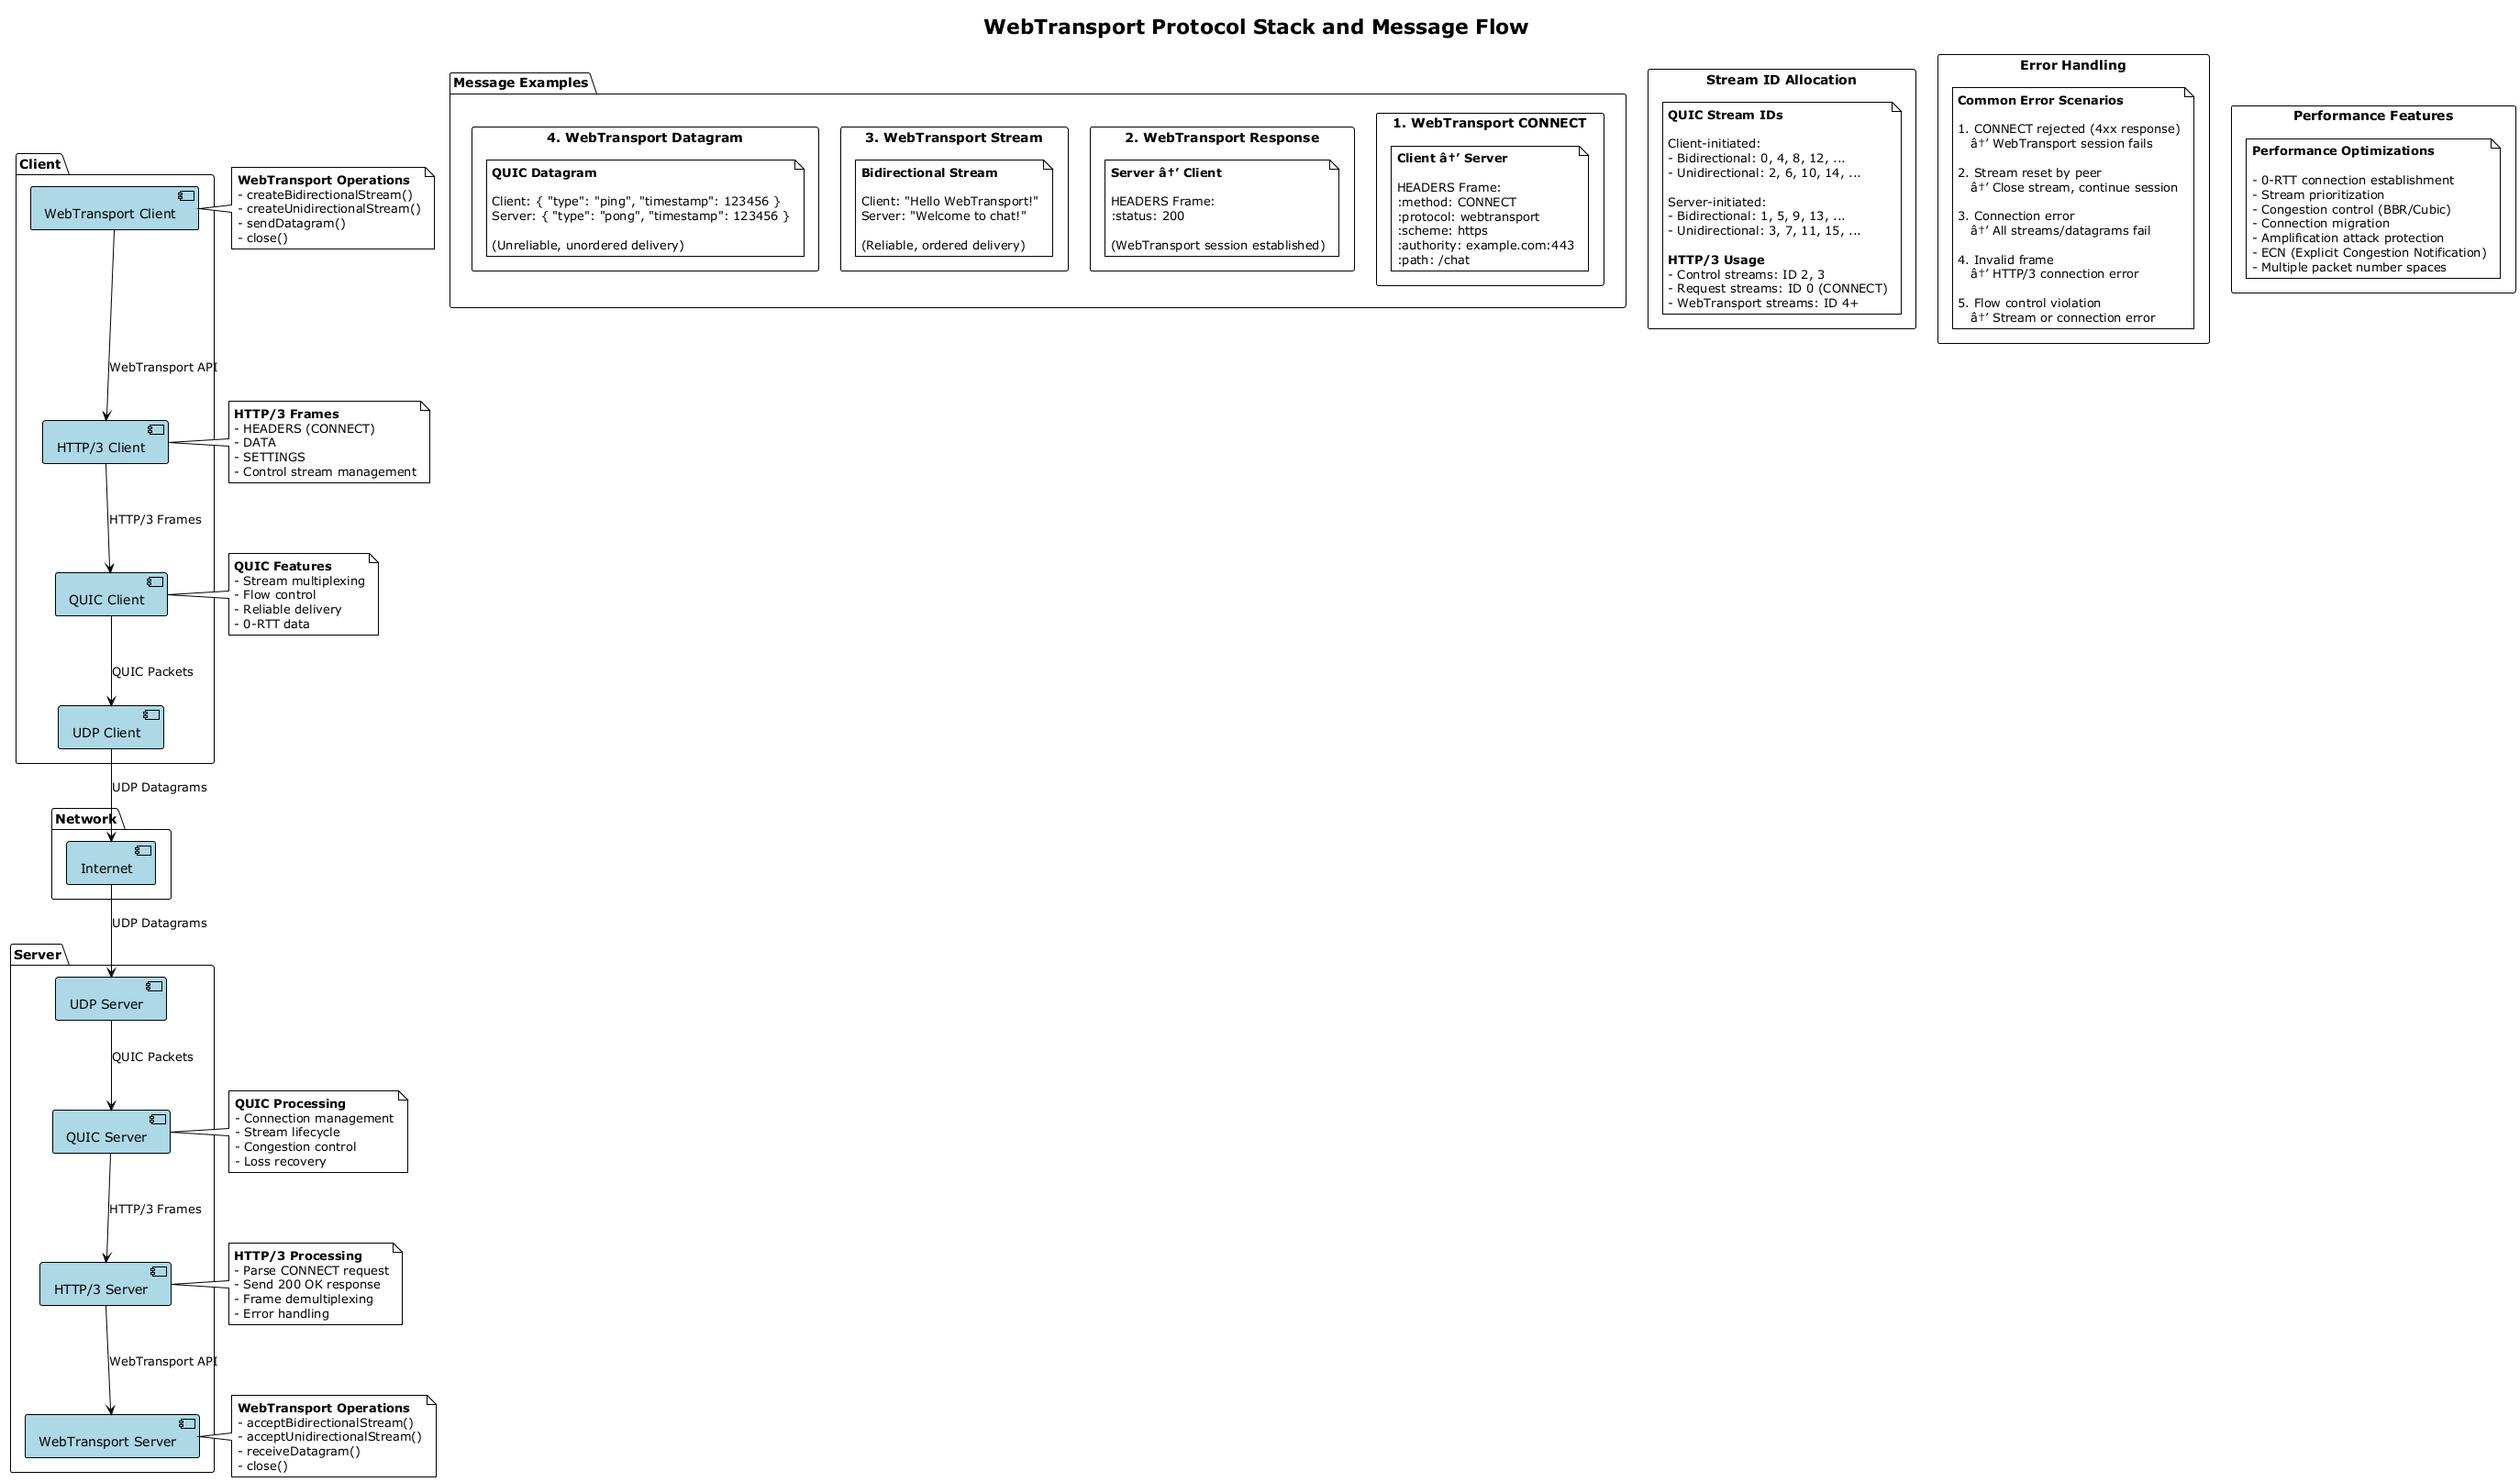 WebTransport Protocol Stack and Message Flow
Client
WebTransport Client
WebTransport Operations
- createBidirectionalStream()
- createUnidirectionalStream()
- sendDatagram()
- close()
WebTransport API
HTTP/3 Client
HTTP/3 Frames
- HEADERS (CONNECT)
- DATA
- SETTINGS
- Control stream management
HTTP/3 Frames
QUIC Client
QUIC Features
- Stream multiplexing
- Flow control
- Reliable delivery
- 0-RTT data
QUIC Packets
UDP Client
UDP Datagrams
Network
Internet
UDP Datagrams
Server
UDP Server
QUIC Packets
QUIC Server
QUIC Processing
- Connection management
- Stream lifecycle
- Congestion control
- Loss recovery
HTTP/3 Frames
HTTP/3 Server
HTTP/3 Processing
- Parse CONNECT request
- Send 200 OK response
- Frame demultiplexing
- Error handling
WebTransport API
WebTransport Server
WebTransport Operations
- acceptBidirectionalStream()
- acceptUnidirectionalStream()
- receiveDatagram()
- close()
Message Examples
4. WebTransport Datagram
QUIC Datagram
Client: { "type": "ping", "timestamp": 123456 }
Server: { "type": "pong", "timestamp": 123456 }
(Unreliable, unordered delivery)
3. WebTransport Stream
Bidirectional Stream
Client: "Hello WebTransport!"
Server: "Welcome to chat!"
(Reliable, ordered delivery)
2. WebTransport Response
Server â†’ Client
HEADERS Frame:
:status: 200
(WebTransport session established)
1. WebTransport CONNECT
Client â†’ Server
HEADERS Frame:
:method: CONNECT
:protocol: webtransport
:scheme: https
:authority: example.com:443
:path: /chat
Stream ID Allocation
QUIC Stream IDs
Client-initiated:
- Bidirectional: 0, 4, 8, 12, ...
- Unidirectional: 2, 6, 10, 14, ...
Server-initiated:
- Bidirectional: 1, 5, 9, 13, ...
- Unidirectional: 3, 7, 11, 15, ...
HTTP/3 Usage
- Control streams: ID 2, 3
- Request streams: ID 0 (CONNECT)
- WebTransport streams: ID 4+
Error Handling
Common Error Scenarios
1. CONNECT rejected (4xx response)
â†’ WebTransport session fails
2. Stream reset by peer
â†’ Close stream, continue session
3. Connection error
â†’ All streams/datagrams fail
4. Invalid frame
â†’ HTTP/3 connection error
5. Flow control violation
â†’ Stream or connection error
Performance Features
Performance Optimizations
- 0-RTT connection establishment
- Stream prioritization
- Congestion control (BBR/Cubic)
- Connection migration
- Amplification attack protection
- ECN (Explicit Congestion Notification)
- Multiple packet number spaces